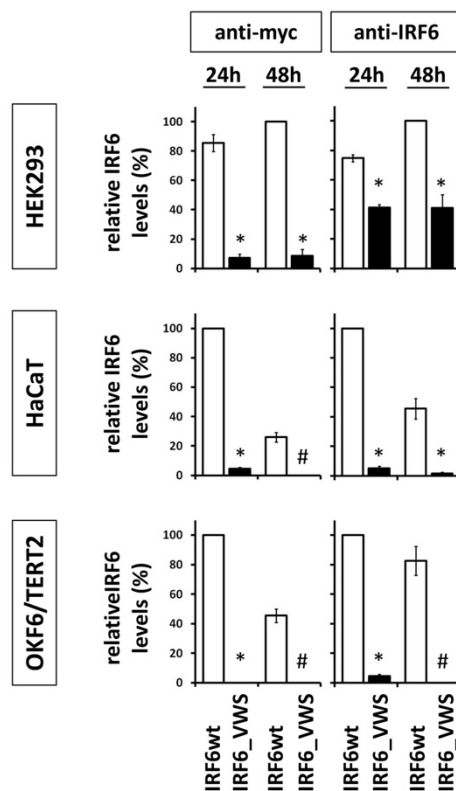 anti-myc anti-IRF6
24h 48h 24h 48h
HEK293
relative IRF6
levels (%)
100
80
60
40
20
0
* * * *
HaCaT
relative IRF6
levels (%)
100
80
60
40
20
0
* # * *
OKF6/TERT2
relativeIRF6
levels (%)
100
80
60
40
20
0
* # * #
IRF6wt
IRF6_VWS
IRF6wt
IRF6_VWS
IRF6wt
IRF6_VWS
IRF6wt
IRF6_VWS